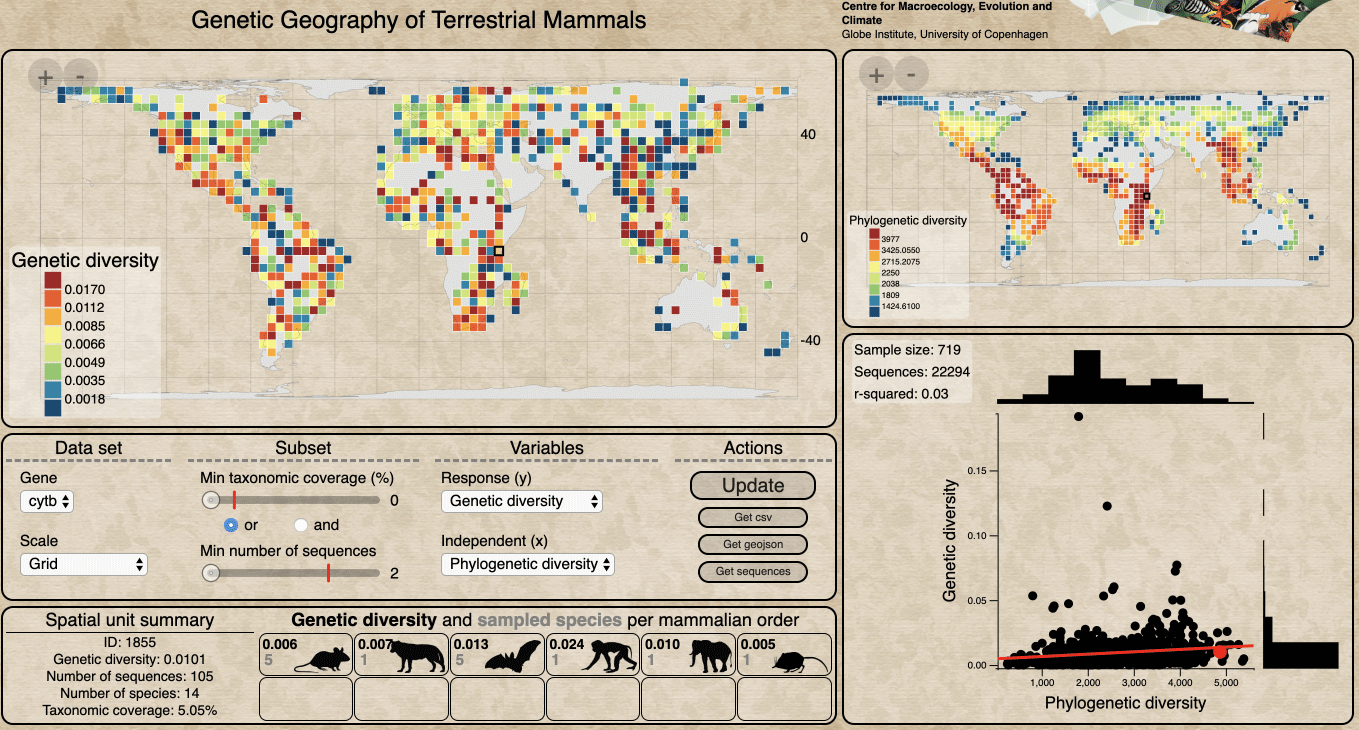 Genetic Geography of Terrestrial Mammals
Centre for Macroecology, Evolution and
Climate
Globe Institute, University of Copenhagen
+ -
40
0
-40
Genetic diversity
0.0170
0.0112
0.0085
0.0066
0.0049
0.0035
0.0018
+ -
Phylogenetic diversity
3977
3425.0550
2715.2075
2250
2038
1809
1424.6100
Data set
Gene
cytb
Scale
Grid
Subset
Min taxonomic coverage (%)
0
or and
Min number of sequences
2
Variables
Response (y)
Genetic diversity
Independent (x)
Phylogenetic diversity
Actions
Update
Get csv
Get geojson
Get sequences
Sample size: 719
Sequences: 22294
r-squared: 0.03
Genetic diversity
0.15
0.10
0.05
0.00
1,000 2,000 3,000 4,000 5,000
Phylogenetic diversity
Spatial unit summary
ID: 1855
Genetic diversity: 0.0101
Number of sequences: 105
Number of species: 14
Taxonomic coverage: 5.05%
Genetic diversity and sampled species per mammalian order
0.006 0.007 0.013 0.024 0.010 0.005
5 1 5 1 1 1